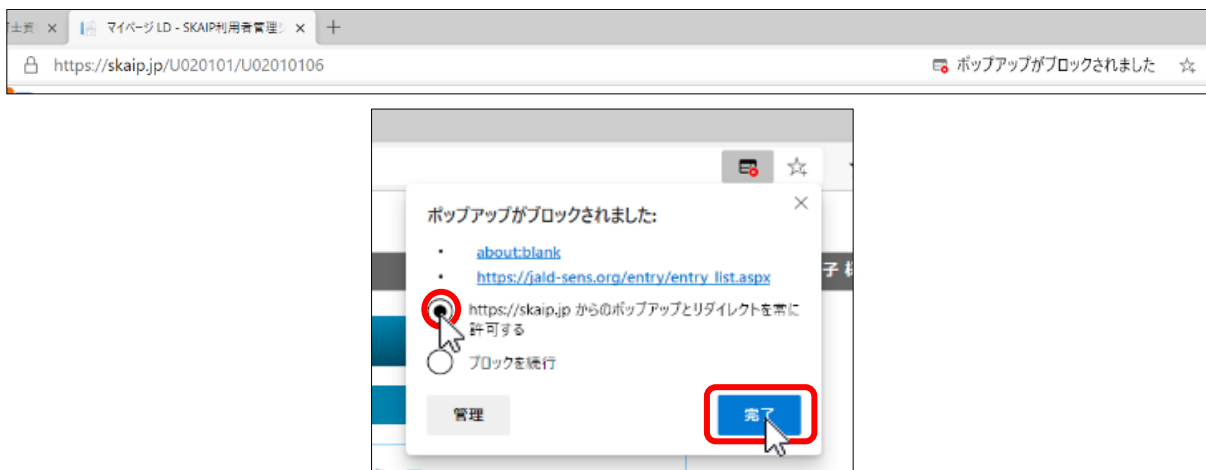 マイページ LD - SKAIP利用者管理
https://skaip.jp/U020101/U02010106
ポップアップがブロックされました
ポップアップがブロックされました:
about:blank
https://jald-sens.org/entry/entry_list.aspx
子 様
https://skaip.jp からのポップアップとリダイレクトを常に
許可する
ブロックを続行
管理
完了